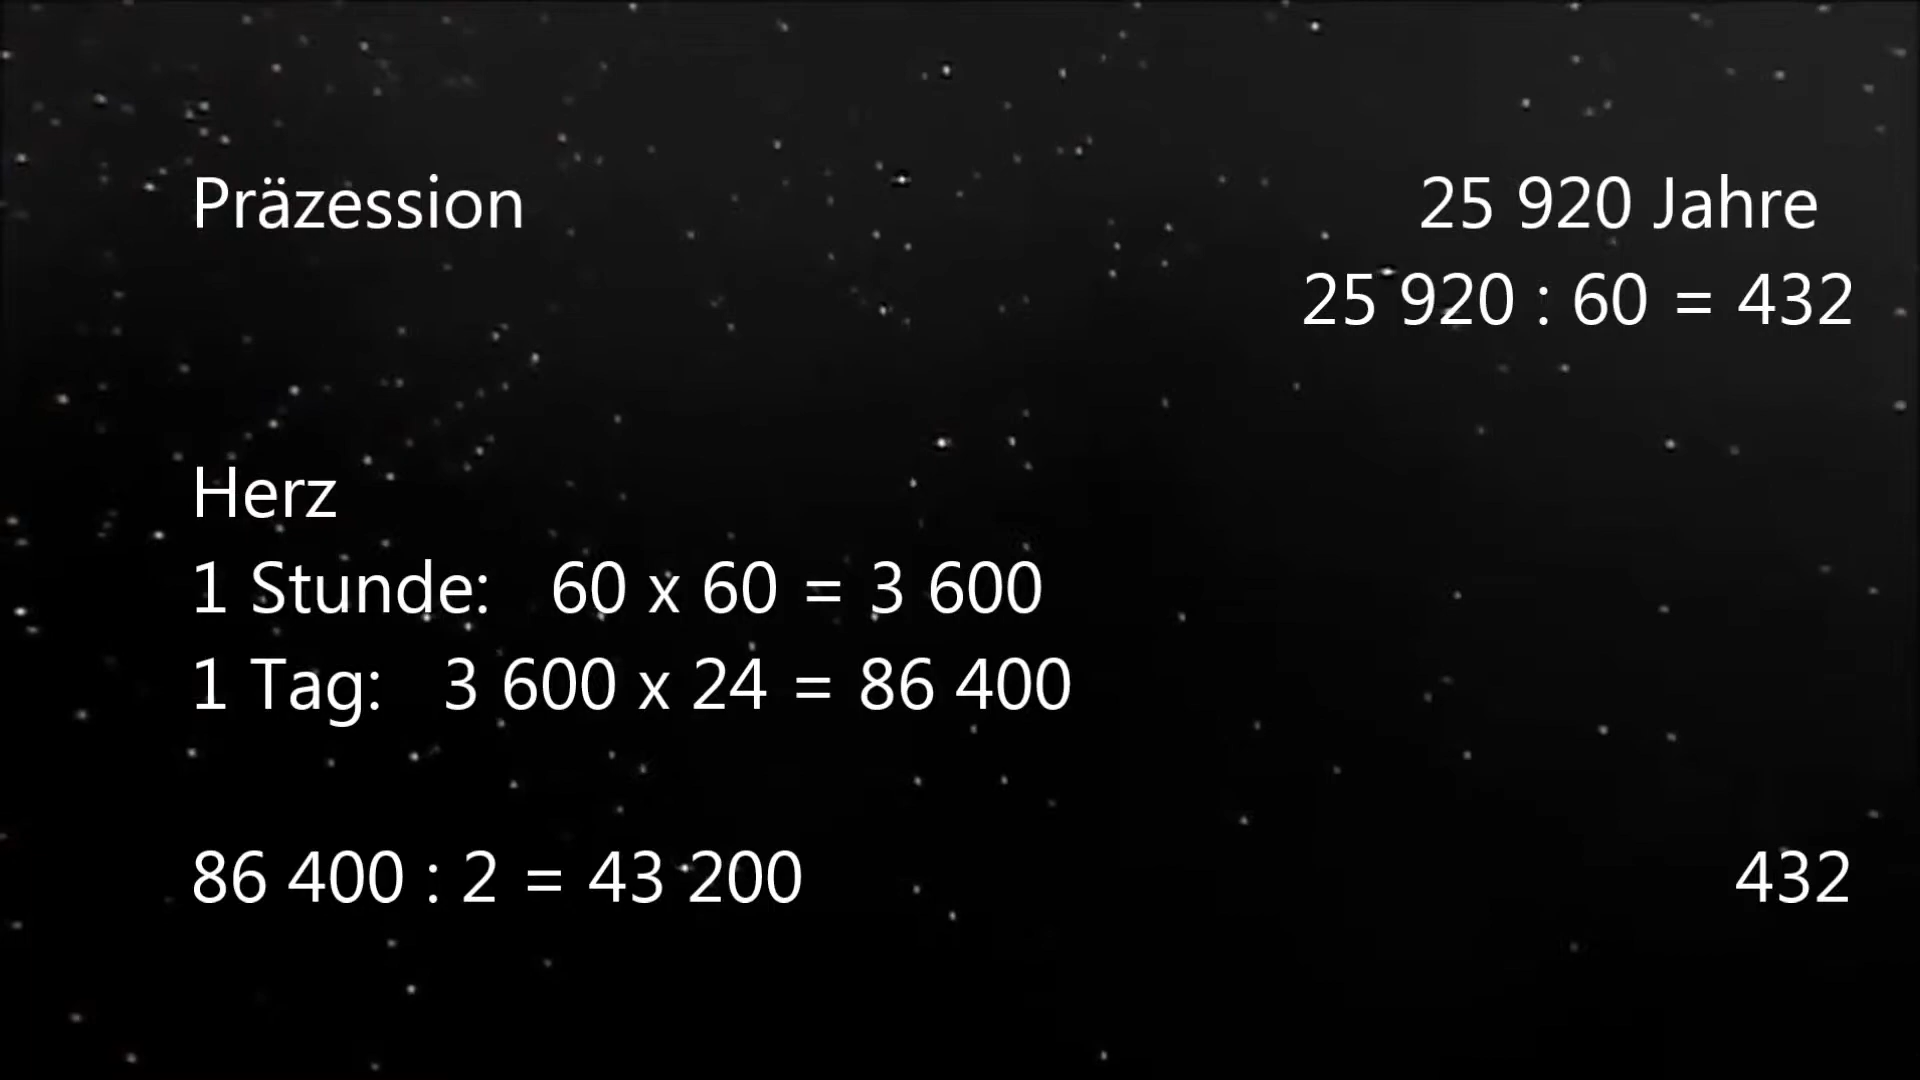 Präzession 25 920 Jahre
25 920 : 60 = 432
Herz
1 Stunde: 60 x 60 = 3 600
1 Tag: 3 600 x 24 = 86 400
86 400 : 2 = 43 200 432